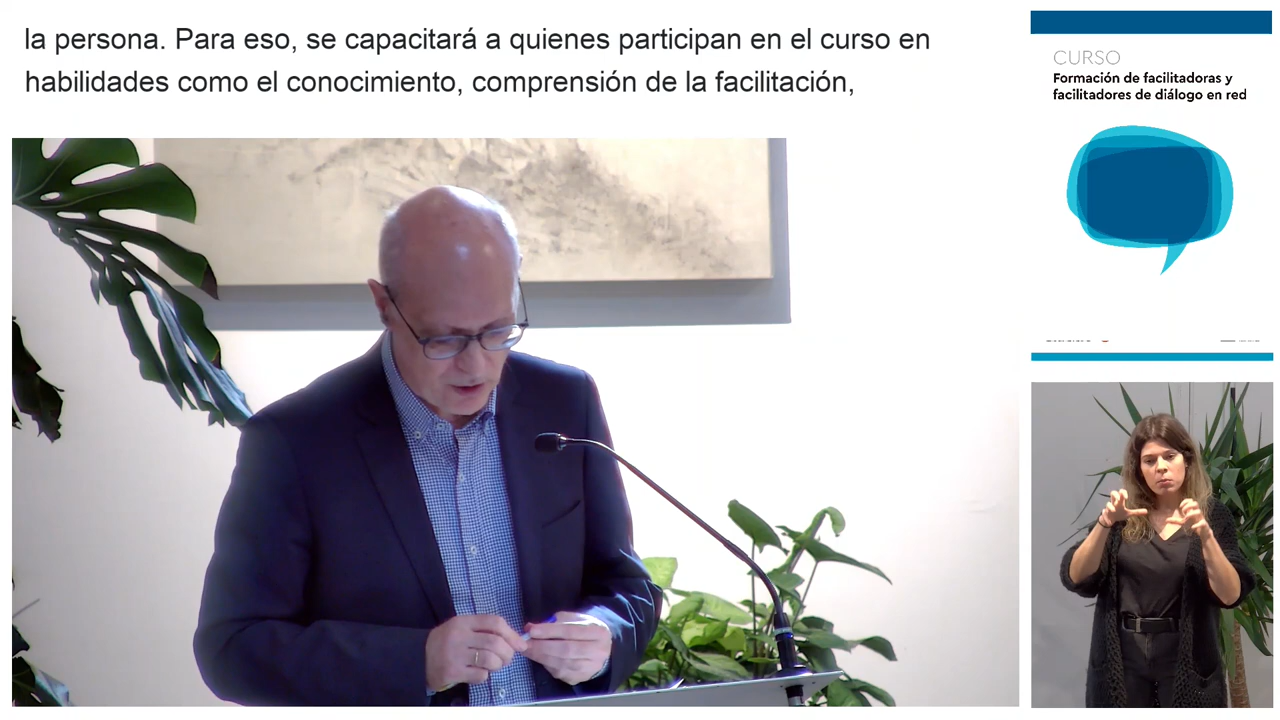 la persona. Para eso, se capacitará a quienes participan en el curso en
habilidades como el conocimiento, comprensión de la facilitación,
CURSO
Formación de facilitadoras y
facilitadores de diálogo en red